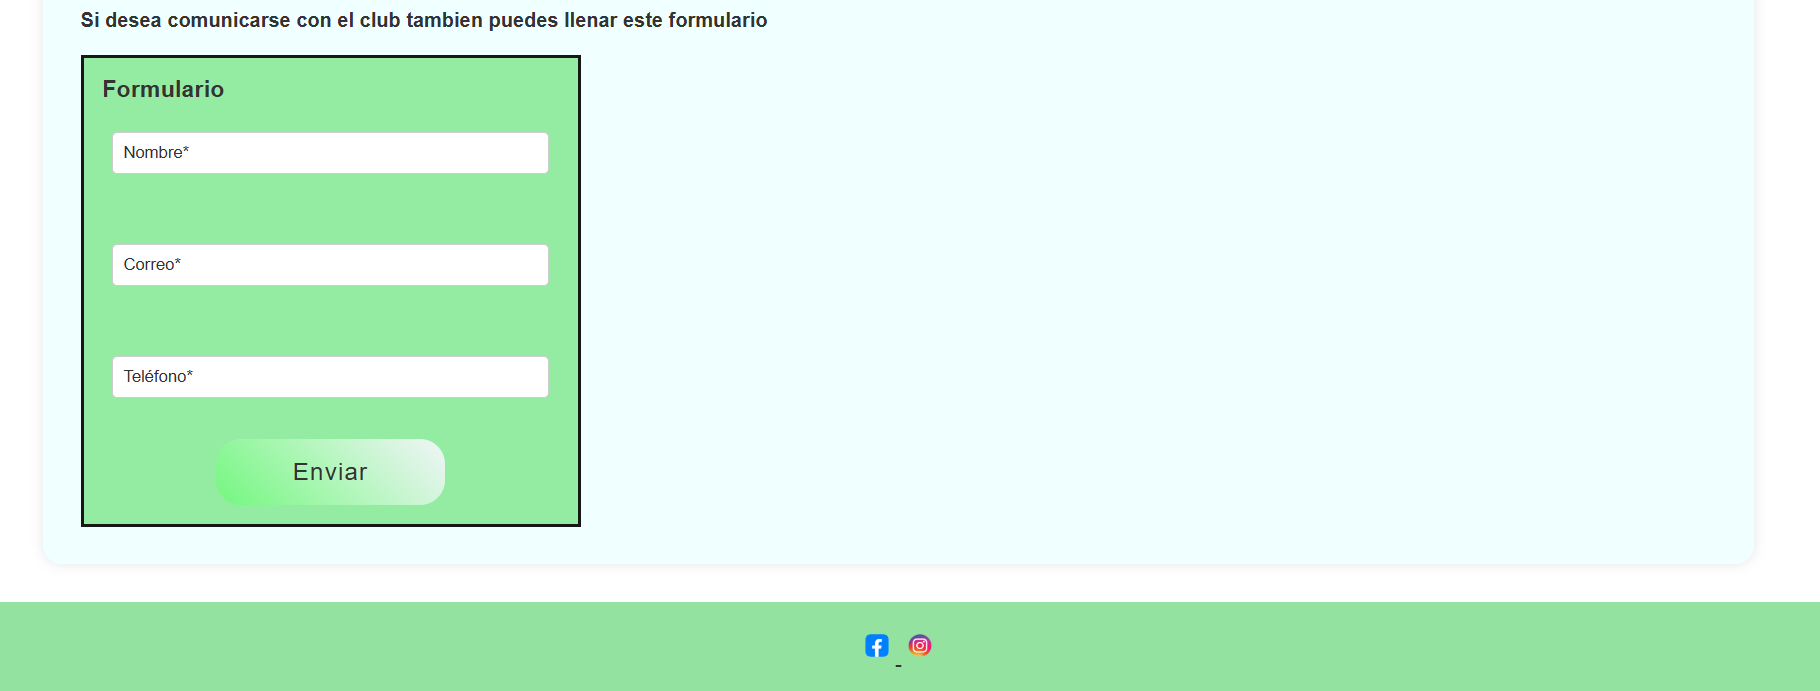 Si desea comunicarse con el club tambien puedes llenar este formulario
Formulario
Nombre*
Correo*
Teléfono*
Enviar